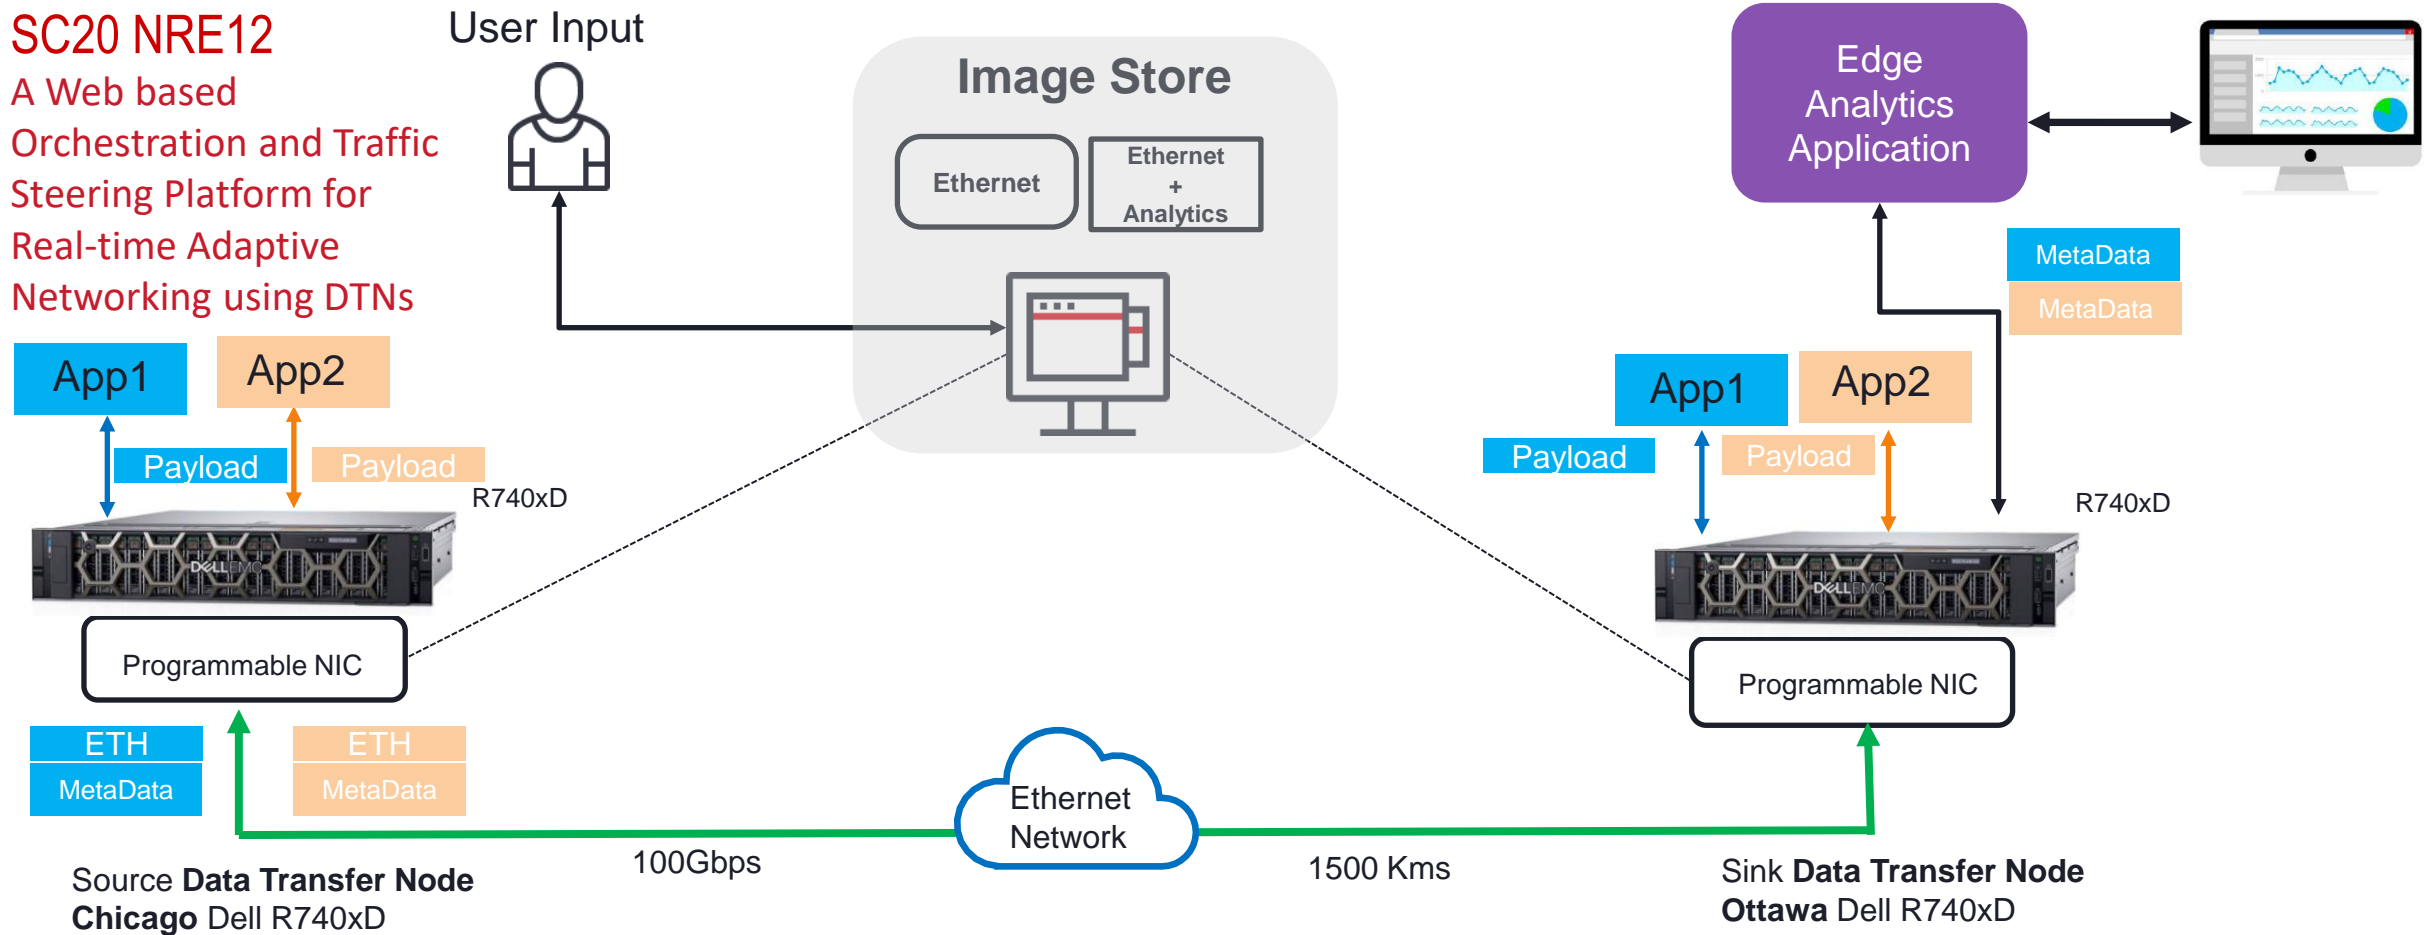 SC20 NRE12
A Web based
Orchestration and Traffic
Steering Platform for
Real-time Adaptive
Networking using DTNs
User Input
Image Store
Ethernet
Ethernet
+
Analytics
Edge
Analytics
Application
MetaData
MetaData
App1
App2
Payload
Payload
R740xD
DELLEMC
Programmable NIC
ETH
MetaData
ETH
MetaData
App1
App2
Payload
Payload
R740xD
DELLEMC
Programmable NIC
Ethernet
Network
100Gbps
1500 Kms
Source Data Transfer Node
Chicago Dell R740xD
Sink Data Transfer Node
Ottawa Dell R740xD